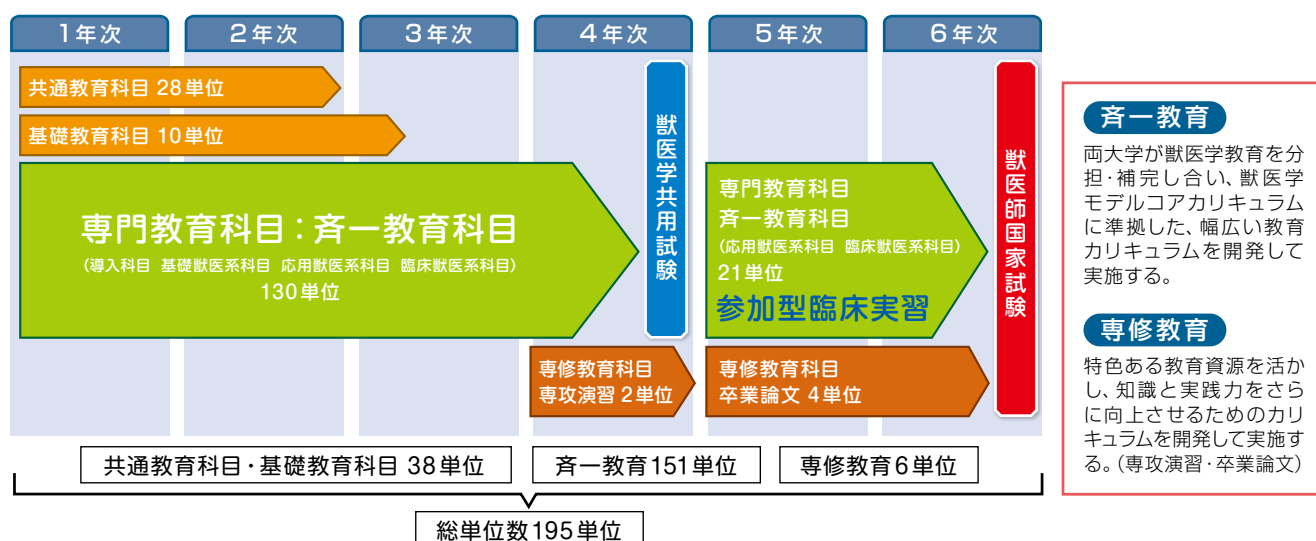 1年次
2年次
3年次
4年次
5年次
6年次
共通教育科目 28単位
基礎教育科目 10単位
専門教育科目：斉一教育科目
(導入科目 基礎獣医系科目 応用獣医系科目 臨床獣医系科目)
130単位
獣医学共用試験
専門教育科目
斉一教育科目
(応用獣医系科目 臨床獣医系科目)
21単位
参加型臨床実習
獣医師国家試験
専修教育科目
専攻演習 2単位
専修教育科目
卒業論文 4単位
共通教育科目・基礎教育科目 38単位
斉一教育151単位
専修教育6単位
総単位数195単位
斉一教育
両大学が獣医学教育を分
担・補完し合い、獣医学
モデルコアカリキュラム
に準拠した、幅広い教育
カリキュラムを開発して
実施する。
専修教育
特色ある教育資源を活か
し、知識と実践力をさら
に向上させるためのカリ
キュラムを開発して実施す
る。(専攻演習・卒業論文)